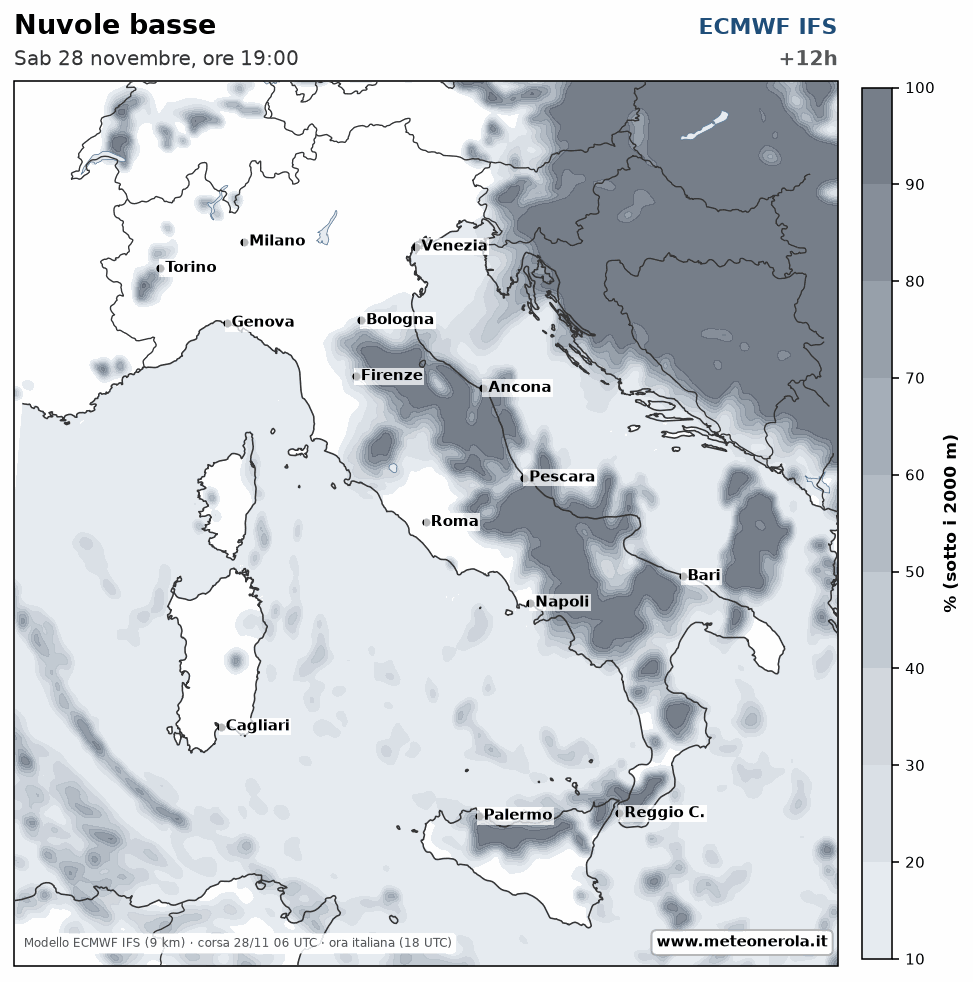 Nuvole basse
ECMWF IFS
Sab 28 novembre, ore 19:00
+12h
Milano
Venezia
Torino
Genova
Bologna
Firenze
Ancona
Pescara
Roma
Bari
Napoli
Cagliari
Palermo
Reggio C.
100
90
80
70
60
50
40
30
20
10
% (sotto i 2000 m)
Modello ECMWF IFS (9 km) · corsa 28/11 06 UTC · ora italiana (18 UTC)
www.meteonerola.it